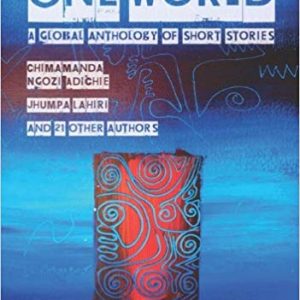 ONE WORLD
A GLOBAL ANTHOLOGY OF SHORT STORIES
CHIMAMANDA
NGOZI ADICHIE
JHUMPA LAHIRI
AND 21 OTHER AUTHORS